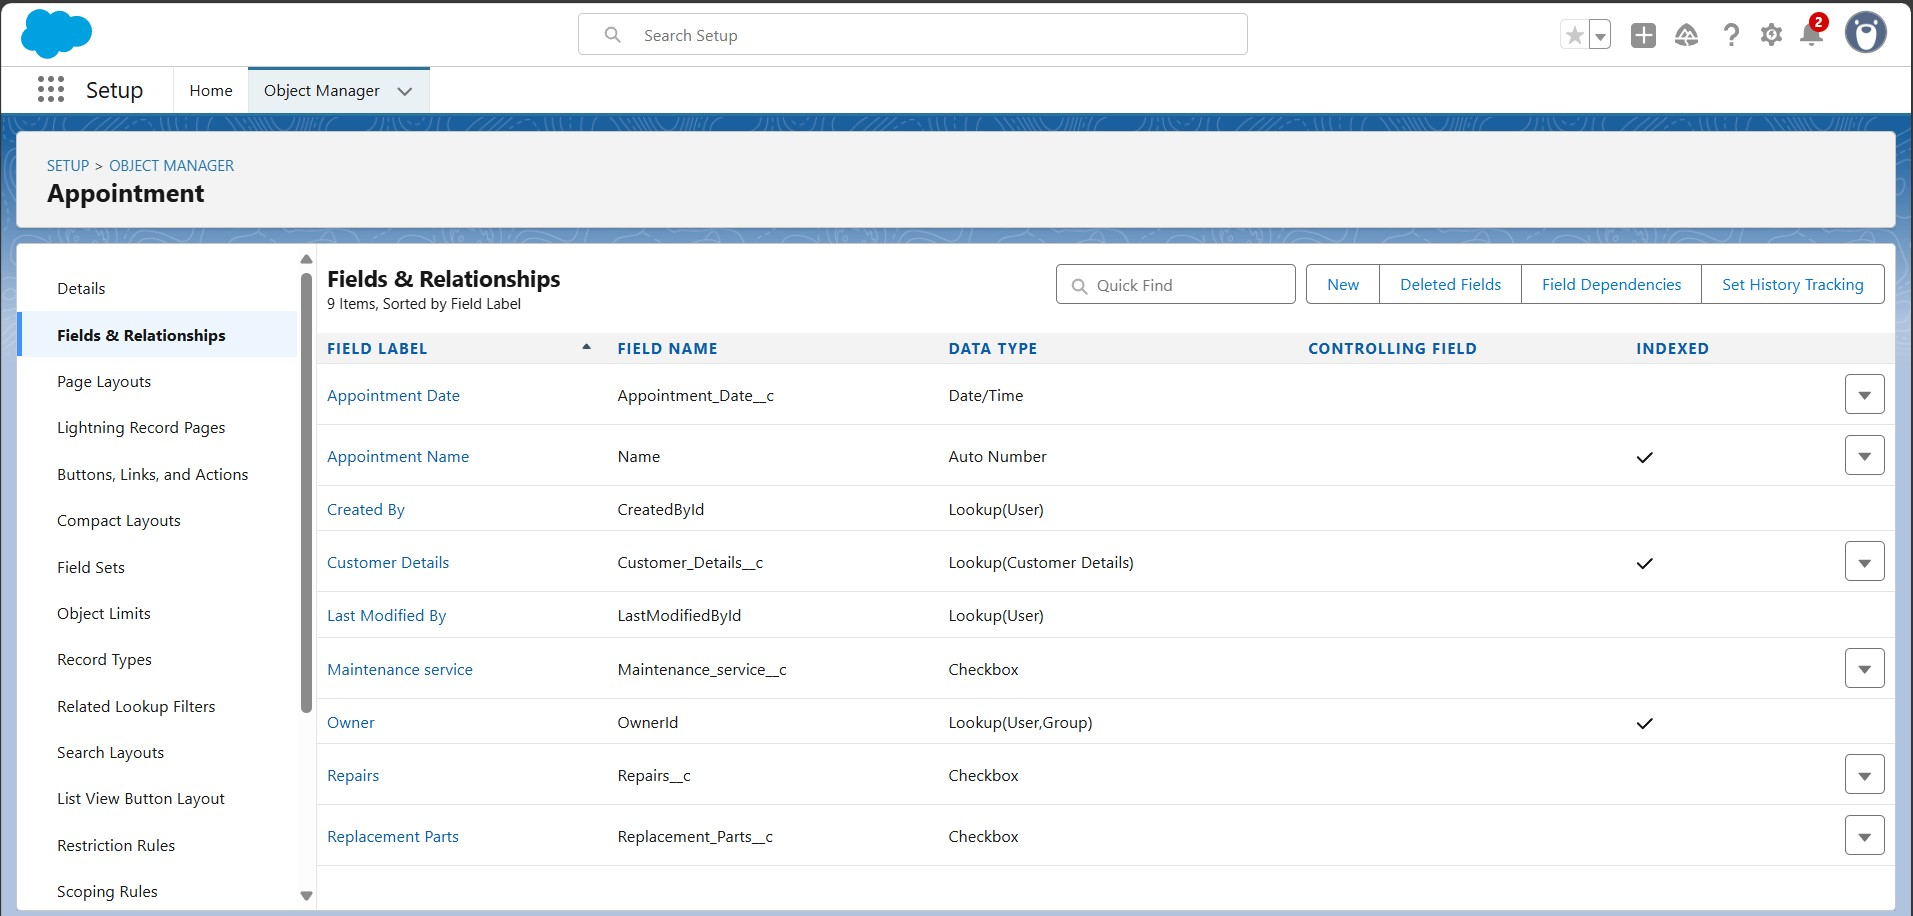 Search Setup
2
Setup
Home
Object Manager
SETUP > OBJECT MANAGER
Appointment
Details
Fields & Relationships
Page Layouts
Lightning Record Pages
Buttons, Links, and Actions
Compact Layouts
Field Sets
Object Limits
Record Types
Related Lookup Filters
Search Layouts
List View Button Layout
Restriction Rules
Scoping Rules
Fields & Relationships
9 Items, Sorted by Field Label
Quick Find
New
Deleted Fields
Field Dependencies
Set History Tracking
FIELD LABEL FIELD NAME DATA TYPE CONTROLLING FIELD INDEXED
Appointment Date Appointment_Date__c Date/Time
Appointment Name Name Auto Number ✓
Created By CreatedById Lookup(User)
Customer Details Customer_Details__c Lookup(Customer Details) ✓
Last Modified By LastModifiedById Lookup(User)
Maintenance service Maintenance_service__c Checkbox
Owner OwnerId Lookup(User,Group) ✓
Repairs Repairs__c Checkbox
Replacement Parts Replacement_Parts__c Checkbox